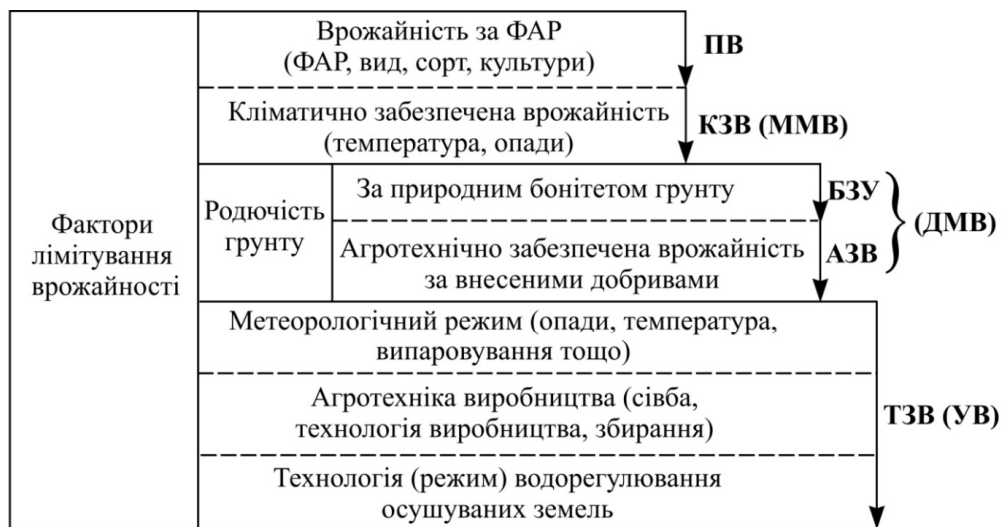 Врожайність за ФАР
(ФАР, вид, сорт, культури)
ПВ
Кліматично забезпечена врожайність
(температура, опади)
КЗВ (ММВ)
Фактори
лімітування
врожайності
Родючість
грунту
За природним бонітетом грунту
БЗУ
Агротехнічно забезпечена врожайність
за внесеними добривами
АЗВ
(ДМВ)
Метеорологічний режим (опади, температура,
випаровування тощо)
Агротехніка виробництва (сівба,
технологія виробництва, збирання)
ТЗВ (УВ)
Технологія (режим) водорегулювання
осушуваних земель